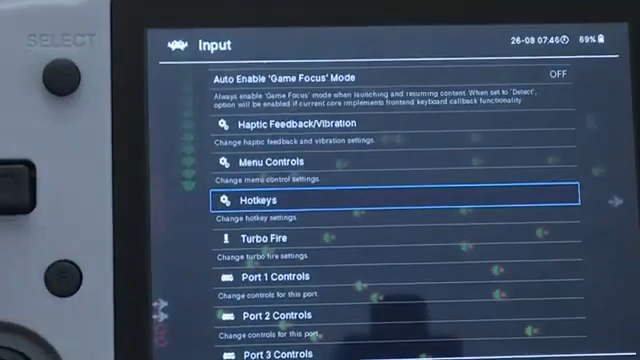 SELECT
Input
26-08 07:46
69%
Auto Enable 'Game Focus' Mode
OFF
Always enable 'Game Focus' mode when launching and resuming content. When set to 'Detect',
option will be enabled if current core implements frontend keyboard callback functionality.
Haptic Feedback/Vibration
Change haptic feedback and vibration settings.
Menu Controls
Change menu control settings.
Hotkeys
Change hotkey settings.
Turbo Fire
Change turbo fire settings.
Port 1 Controls
Change controls for this port.
Port 2 Controls
Change controls for this port.
Port 3 Controls